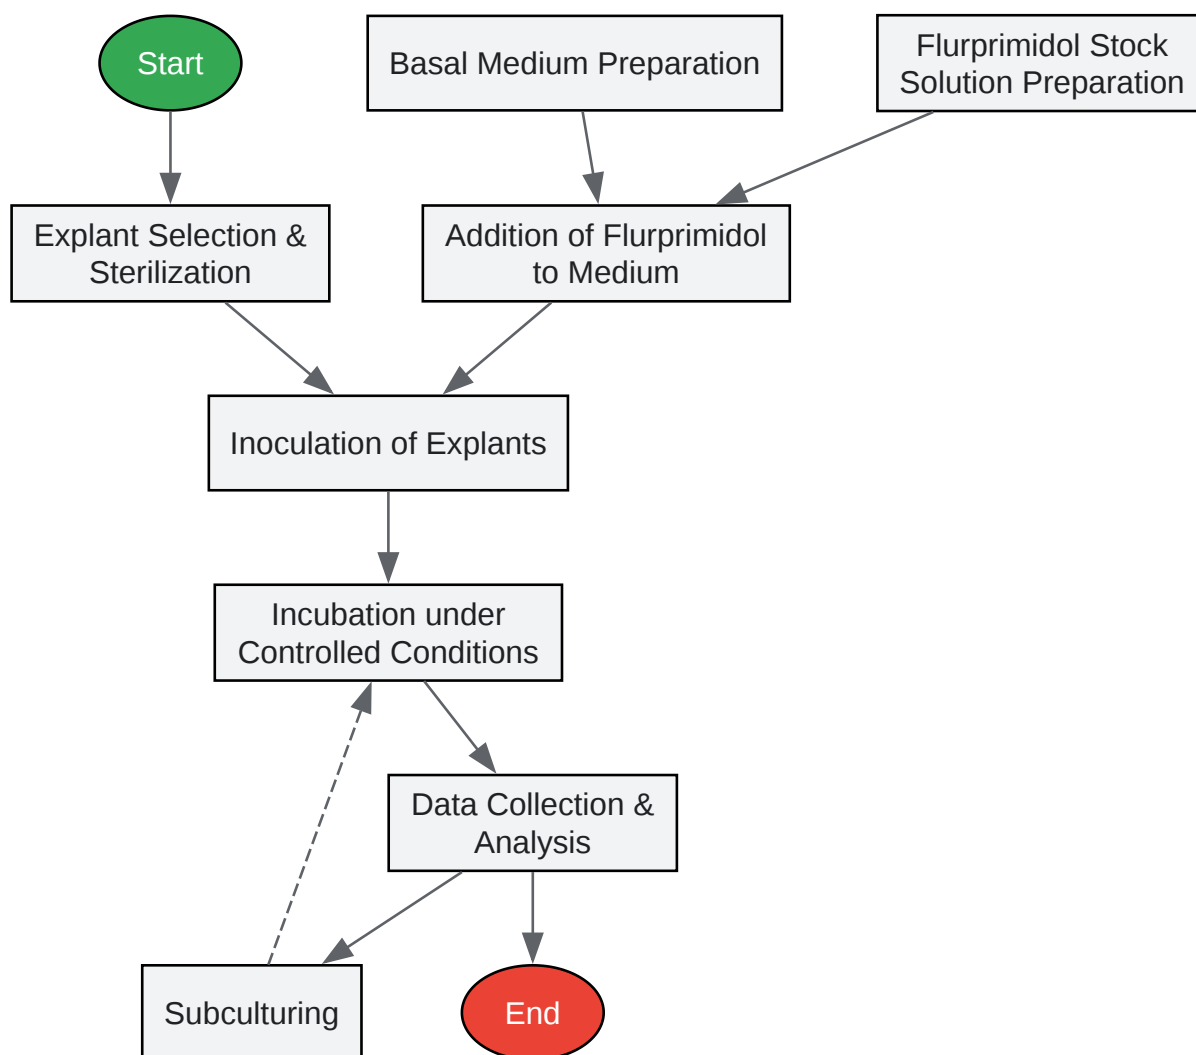 Start
Basal Medium Preparation
Flurprimidol Stock
Solution Preparation
Explant Selection &
Sterilization
Addition of Flurprimidol
to Medium
Inoculation of Explants
Incubation under
Controlled Conditions
Data Collection &
Analysis
Subculturing
End